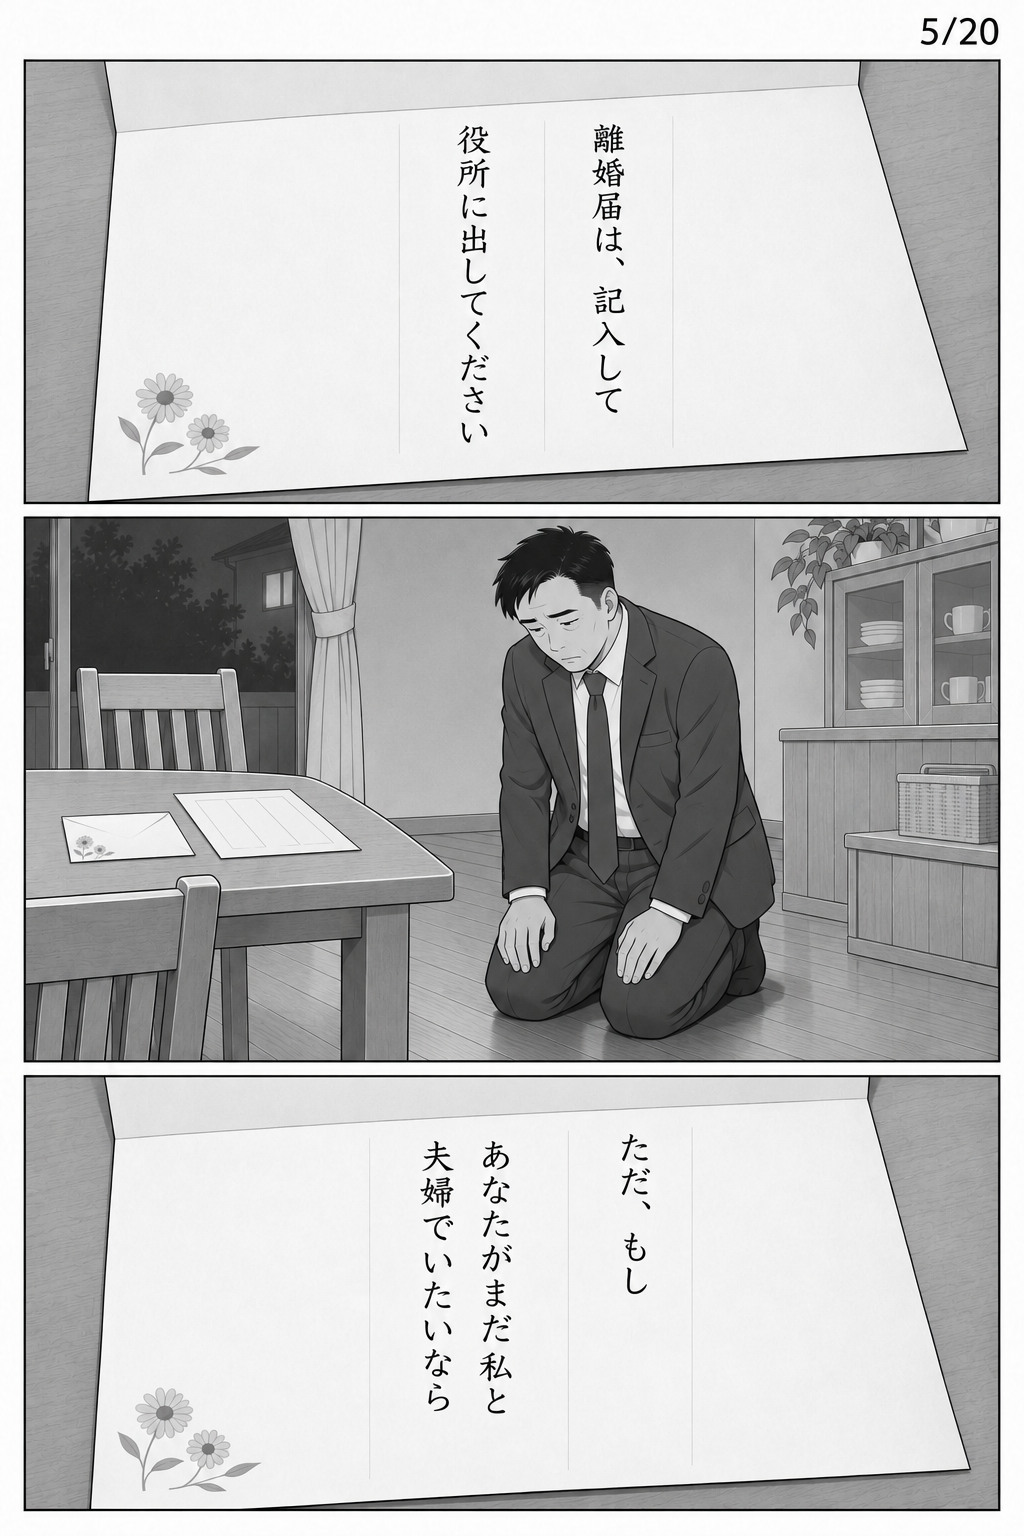 5/20
離婚届は、記入して
役所に出してください
ただ、もし
あなたがまだ私と
夫婦でいたいなら